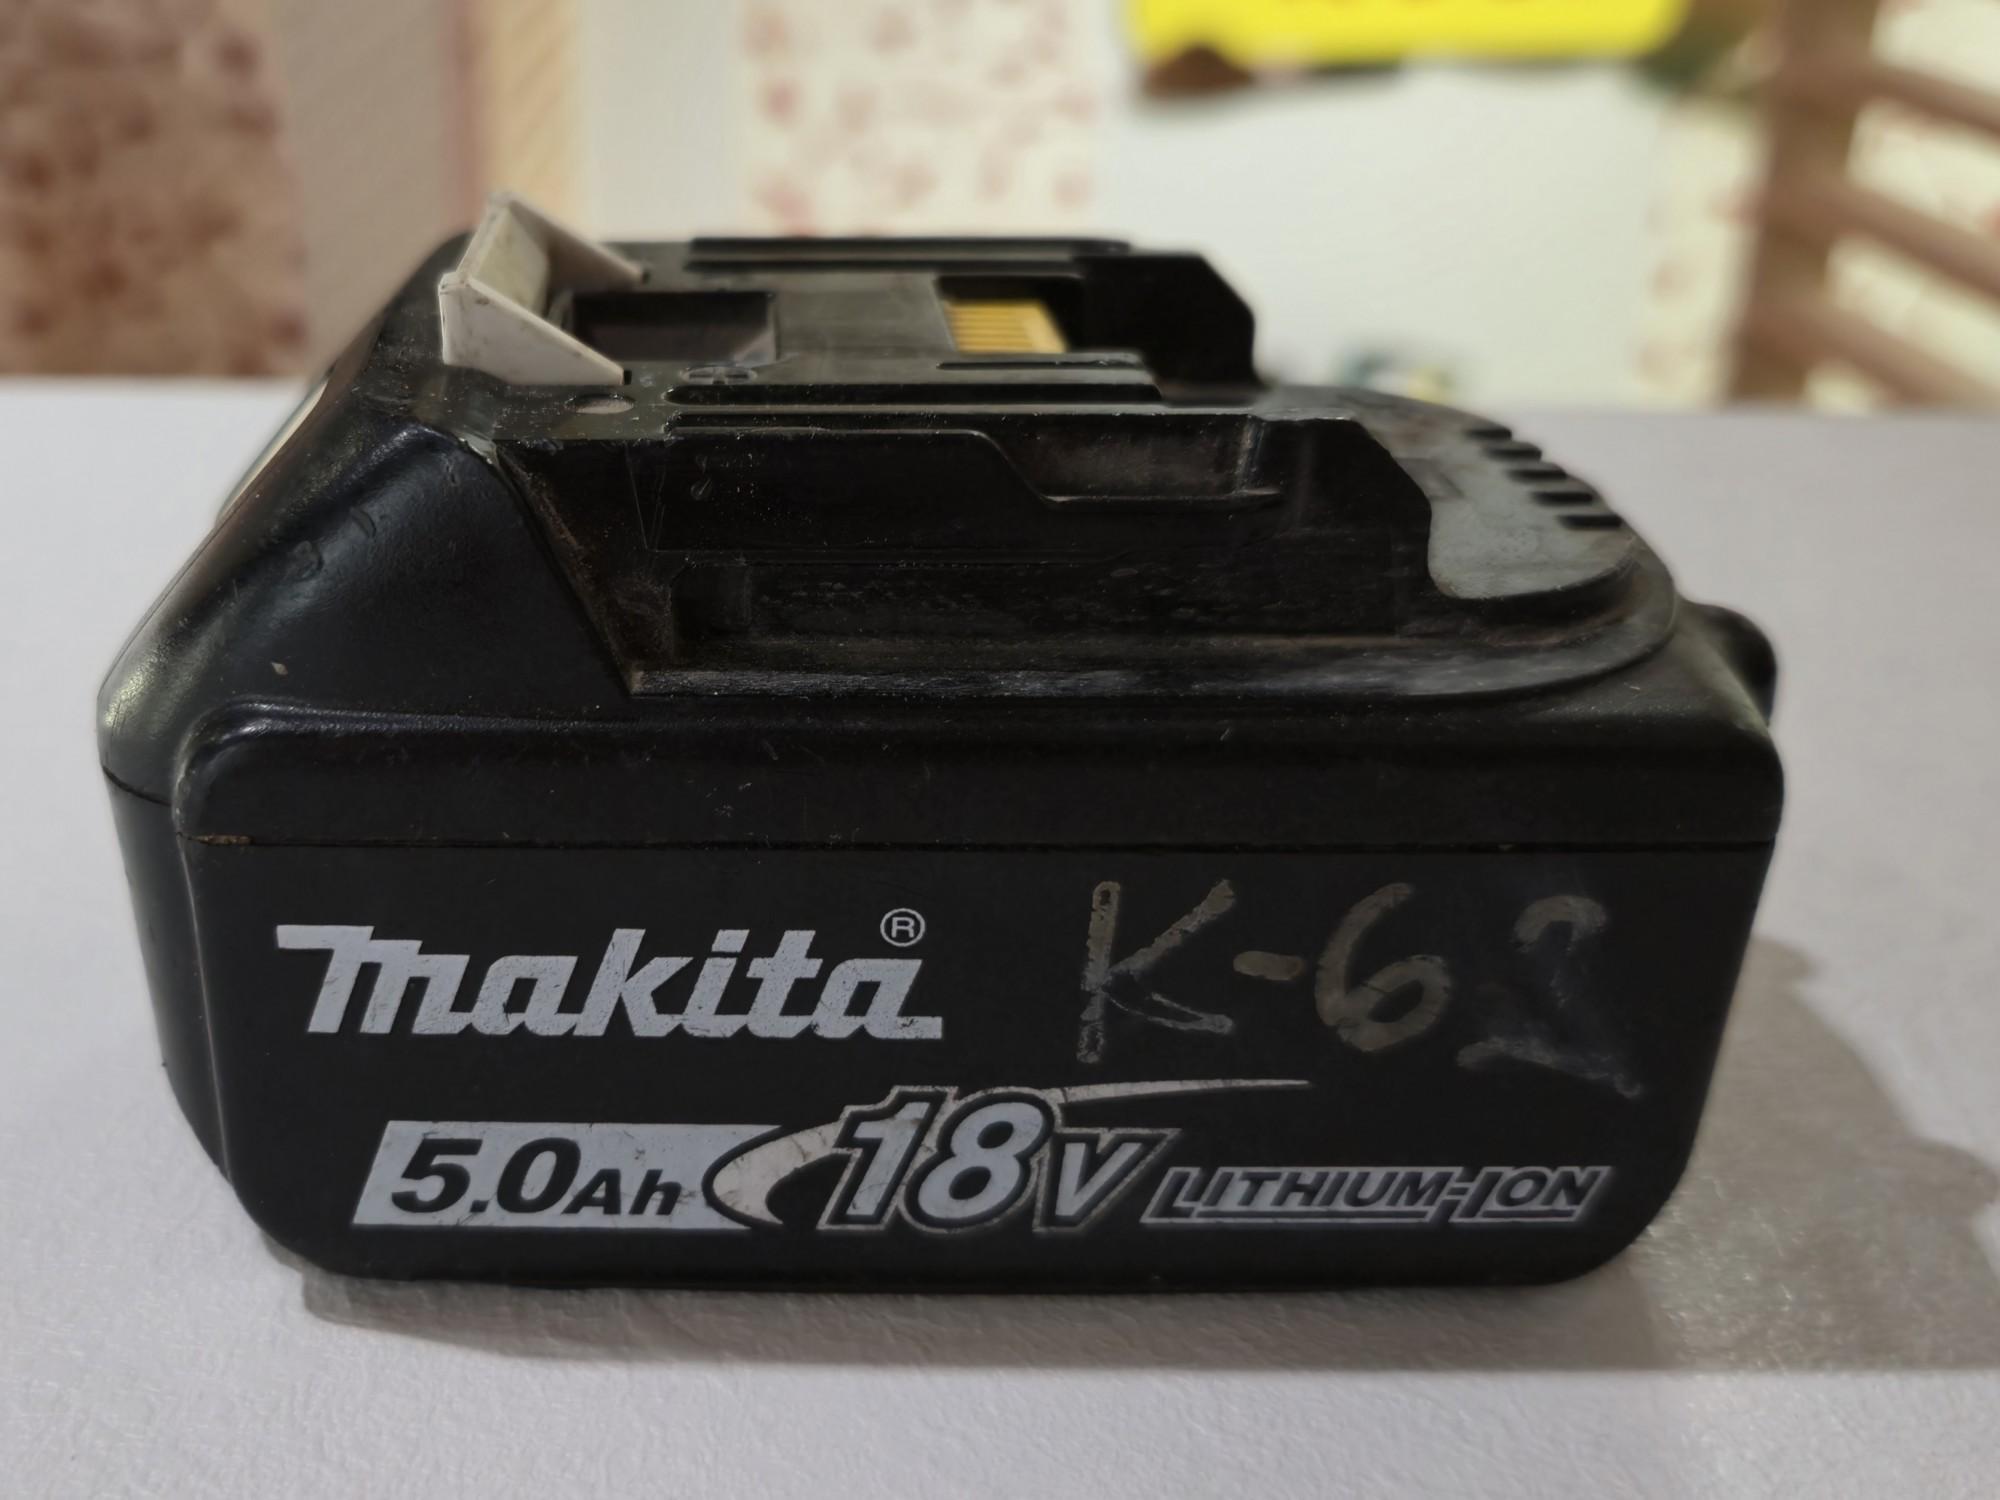 makita® K-62
5.0Ah 18V LITHIUM-ION